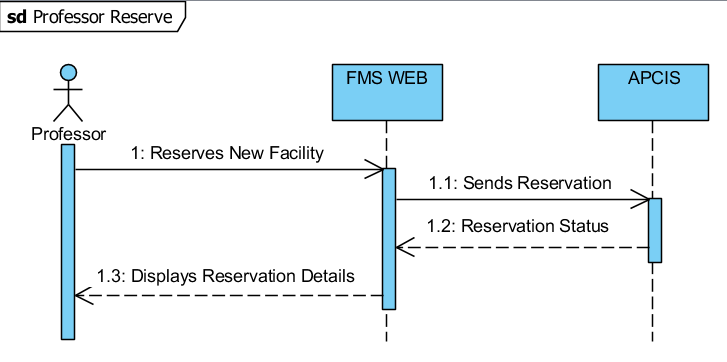 sd Professor Reserve
FMS WEB
APCIS
Professor
1: Reserves New Facility
1.1: Sends Reservation
1.2: Reservation Status
1.3: Displays Reservation Details